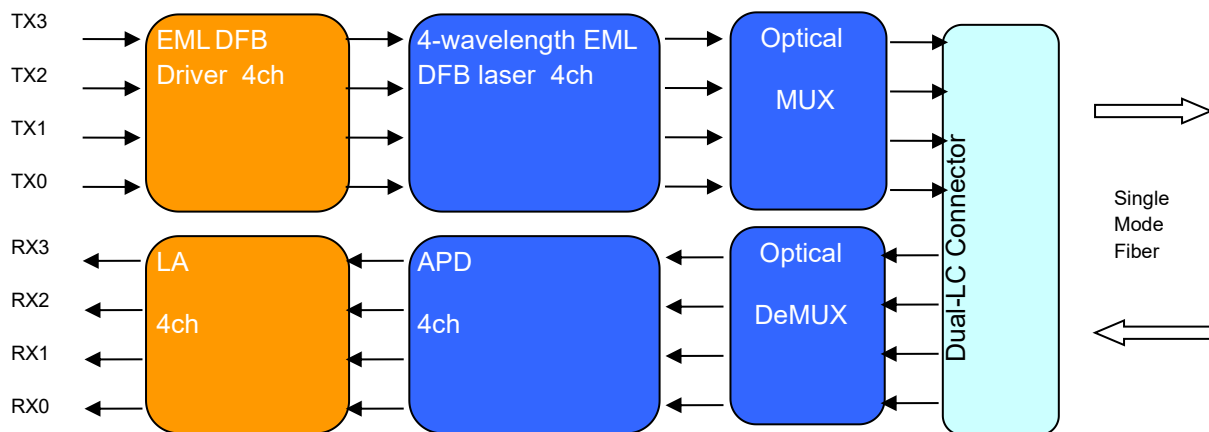 TX3
TX2
TX1
TX0
EML DFB
Driver 4ch
4-wavelength EML
DFB laser 4ch
Optical
MUX
RX3
RX2
RX1
RX0
LA
4ch
APD
4ch
Optical
DeMUX
Dual-LC Connector
Single
Mode
Fiber